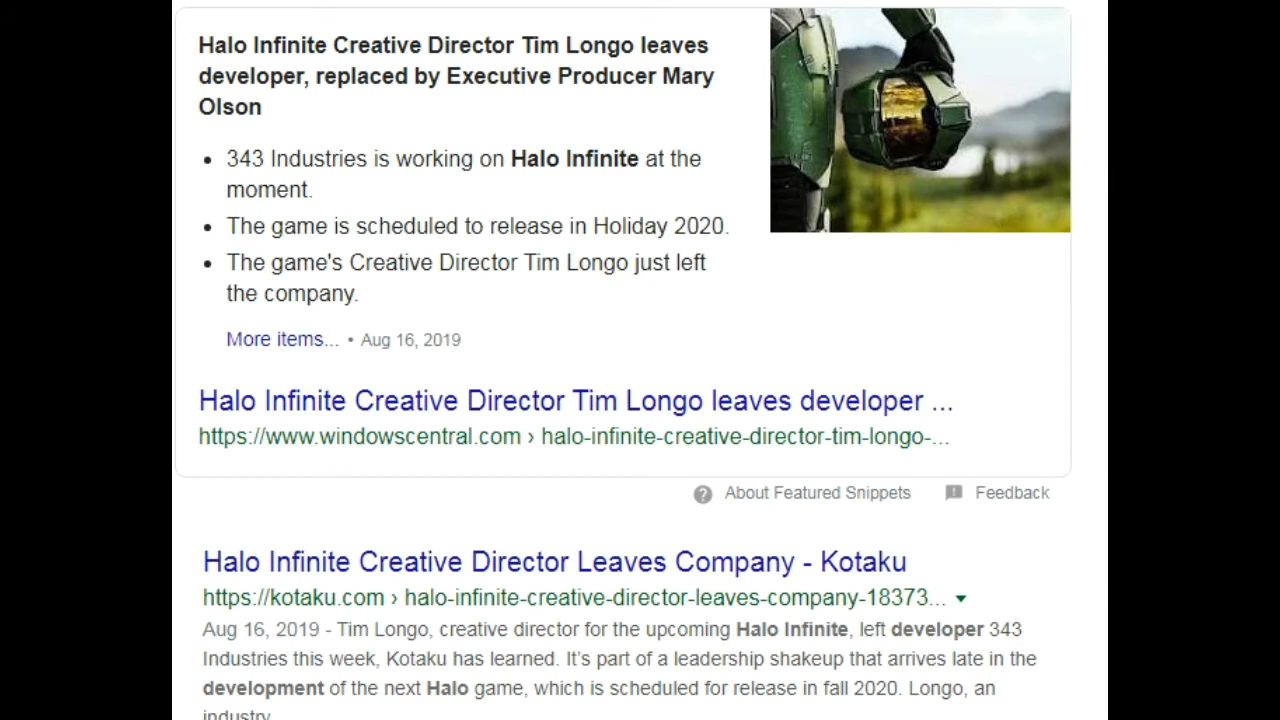 Halo Infinite Creative Director Tim Longo leaves
developer, replaced by Executive Producer Mary
Olson
• 343 Industries is working on Halo Infinite at the
moment.
• The game is scheduled to release in Holiday 2020.
• The game's Creative Director Tim Longo just left
the company.
More items... • Aug 16, 2019
Halo Infinite Creative Director Tim Longo leaves developer ...
https://www.windowscentral.com › halo-infinite-creative-director-tim-longo-...
About Featured Snippets Feedback
Halo Infinite Creative Director Leaves Company - Kotaku
https://kotaku.com › halo-infinite-creative-director-leaves-company-18373...
Aug 16, 2019 - Tim Longo, creative director for the upcoming Halo Infinite, left developer 343
Industries this week, Kotaku has learned. It's part of a leadership shakeup that arrives late in the
development of the next Halo game, which is scheduled for release in fall 2020. Longo, an
industry